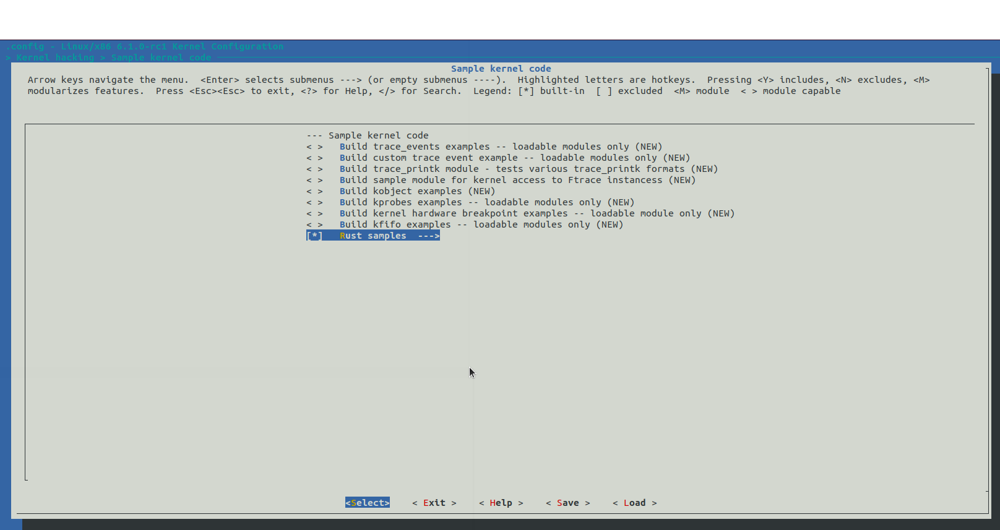 .config - Linux/x86 6.1.0-rc1 Kernel Configuration
> Kernel hacking > Sample kernel code
Sample kernel code
Arrow keys navigate the menu.  <Enter> selects submenus ---> (or empty submenus ----).  Highlighted letters are hotkeys.  Pressing <Y> includes, <N> excludes, <M>
modularizes features.  Press <Esc><Esc> to exit, <?> for Help, </> for Search.  Legend: [*] built-in  [ ] excluded  <M> module  < > module capable
--- Sample kernel code
< >   Build trace_events examples -- loadable modules only (NEW)
< >   Build custom trace event example -- loadable modules only (NEW)
< >   Build trace_printk module - tests various trace_printk formats (NEW)
< >   Build sample module for kernel access to Ftrace instancess (NEW)
< >   Build kobject examples (NEW)
< >   Build kprobes examples -- loadable modules only (NEW)
< >   Build kernel hardware breakpoint examples -- loadable module only (NEW)
< >   Build kfifo examples -- loadable modules only (NEW)
[*]   Rust samples  --->
<Select>    < Exit >    < Help >    < Save >    < Load >